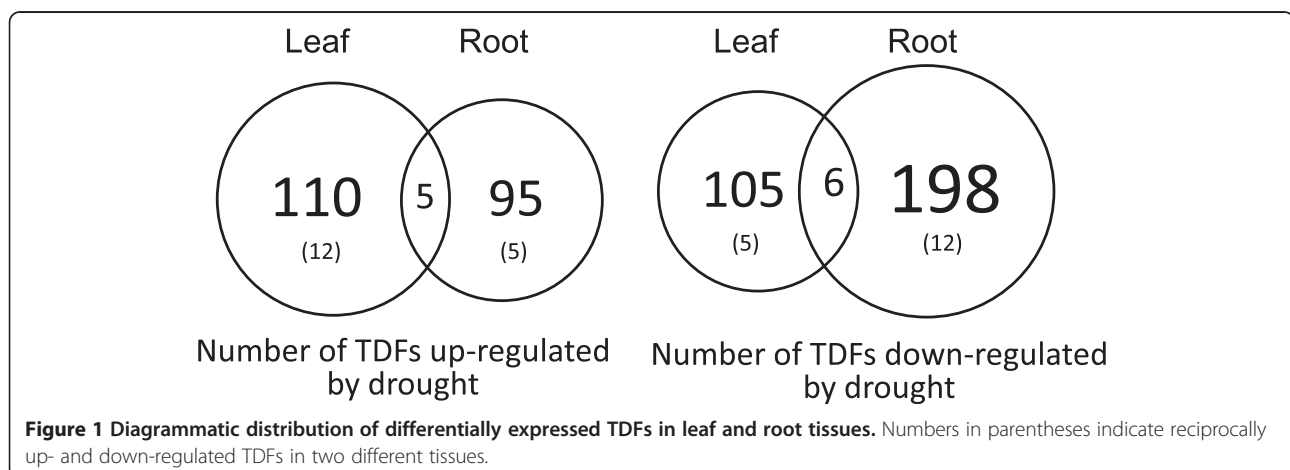 Leaf Root Leaf Root
110 5 95 105 6 198
(12) (5) (5) (12)
Number of TDFs up-regulated by drought
Number of TDFs down-regulated by drought
Figure 1 Diagrammatic distribution of differentially expressed TDFs in leaf and root tissues. Numbers in parentheses indicate reciprocally
up- and down-regulated TDFs in two different tissues.